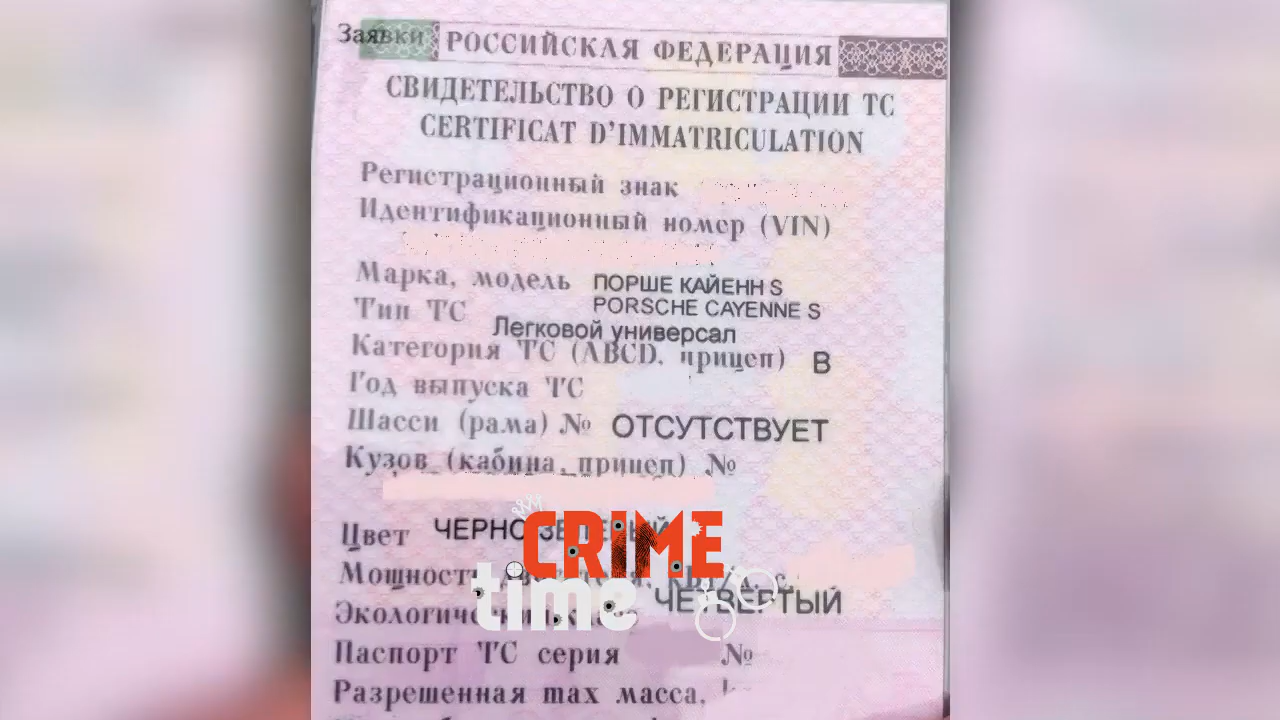 Заявки
РОССИЙСКАЯ ФЕДЕРАЦИЯ
СВИДЕТЕЛЬСТВО О РЕГИСТРАЦИИ ТС
CERTIFICAT D'IMMATRICULATION
Регистрационный знак
Идентификационный номер (VIN)
Марка, модель ПОРШЕ КАЙЕНН S
PORSCHE CAYENNE S
Тип ТС Легковой универсал
Категория ТС (ABCD, прицеп) B
Год выпуска ТС
Шасси (рама) № ОТСУТСТВУЕТ
Кузов (кабина, прицеп) №
Цвет ЧЕРНО
CRIME
time
ЧЕТВЕРТЫЙ
Паспорт ТС серия №
Разрешенная max масса,